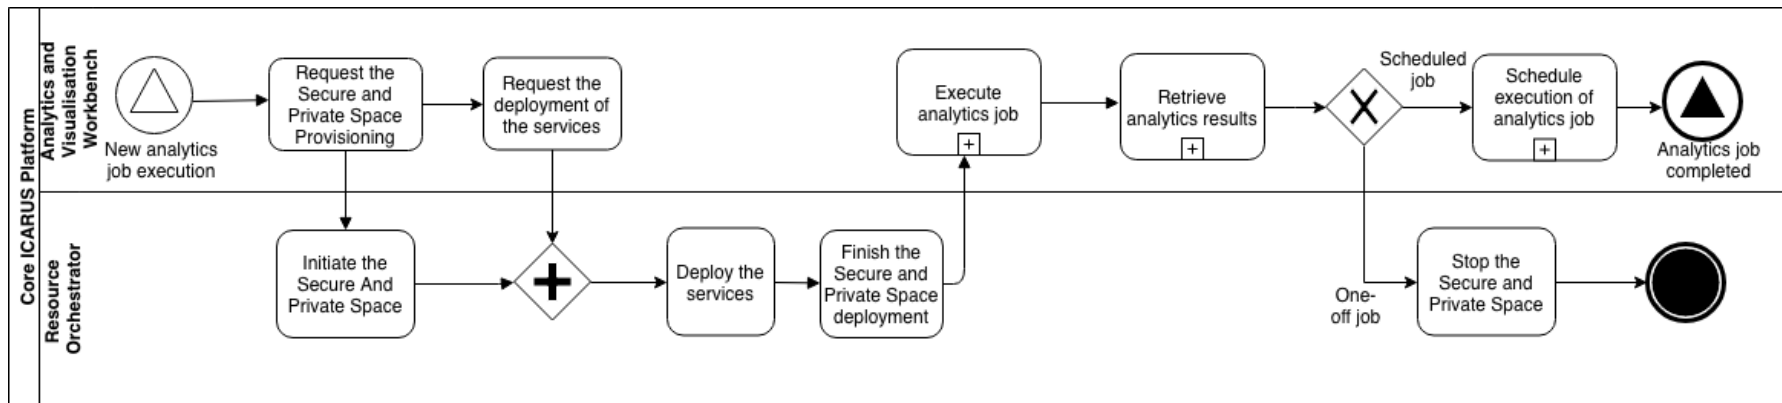 Core ICARUS Platform
Analytics and
Visualisation
Workbench
New analytics
job execution
Request the
Secure and
Private Space
Provisioning
Request the
deployment of
the services
Execute
analytics job
Retrieve
analytics results
Scheduled
job
Schedule
execution of
analytics job
Analytics job
completed
Resource
Orchestrator
Initiate the
Secure And
Private Space
Deploy the
services
Finish the
Secure and
Private Space
deployment
One-
off job
Stop the
Secure and
Private Space